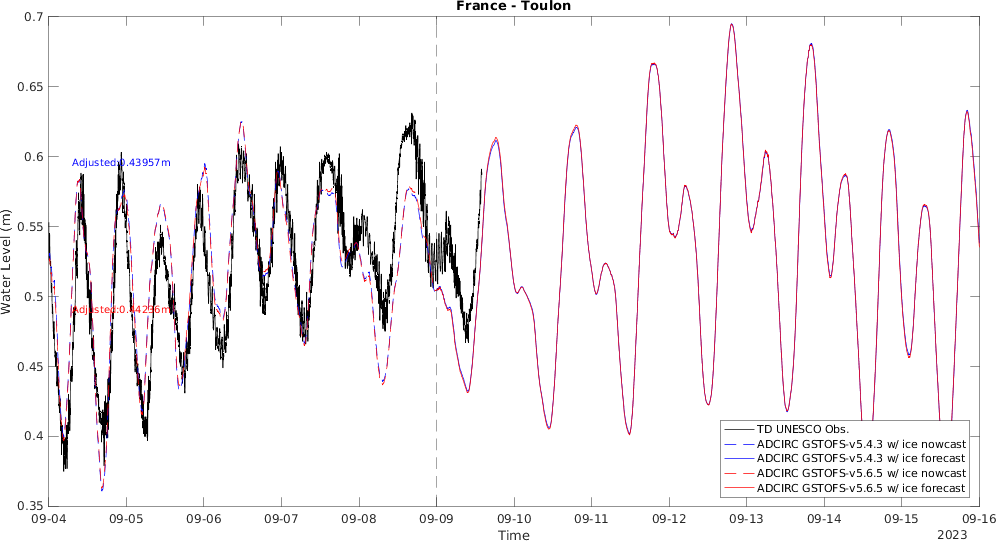 France - Toulon
0.7
0.65
0.6
0.55
0.5
0.45
0.4
0.35
Water Level (m)
Adjusted:0.43957m
Adjusted:0.44236m
TD UNESCO Obs.
ADCIRC GSTOFS-v5.4.3 w/ ice nowcast
ADCIRC GSTOFS-v5.4.3 w/ ice forecast
ADCIRC GSTOFS-v5.6.5 w/ ice nowcast
ADCIRC GSTOFS-v5.6.5 w/ ice forecast
09-04 09-05 09-06 09-07 09-08 09-09 09-10 09-11 09-12 09-13 09-14 09-15 09-16
Time
2023